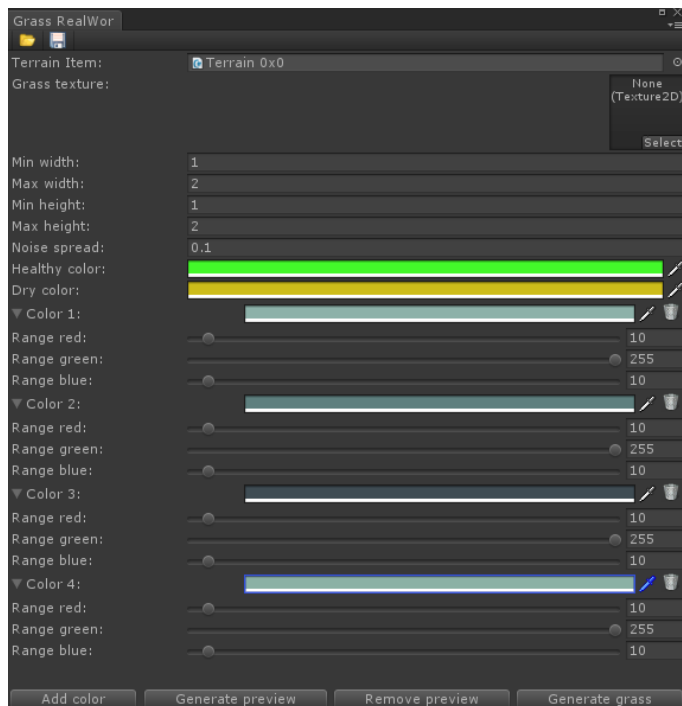 Grass RealWor
Terrain Item: Terrain 0x0
Grass texture:
None
(Texture2D)
Select
Min width: 1
Max width: 2
Min height: 1
Max height: 2
Noise spread: 0.1
Healthy color:
Dry color:
Color 1:
Range red: 10
Range green: 255
Range blue: 10
Color 2:
Range red: 10
Range green: 255
Range blue: 10
Color 3:
Range red: 10
Range green: 255
Range blue: 10
Color 4:
Range red: 10
Range green: 255
Range blue: 10
Add color Generate preview Remove preview Generate grass